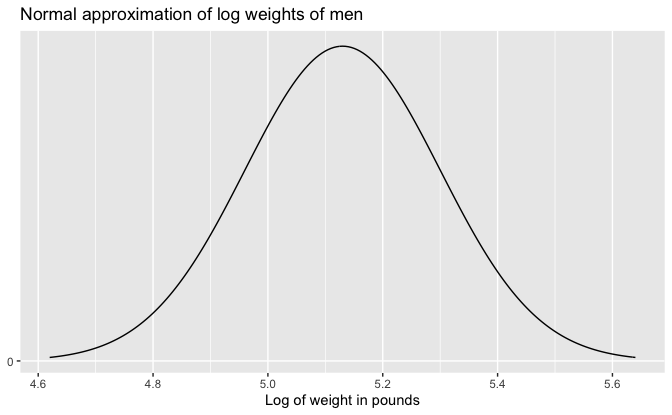 Normal approximation of log weights of men
0
4.6 4.8 5.0 5.2 5.4 5.6
Log of weight in pounds